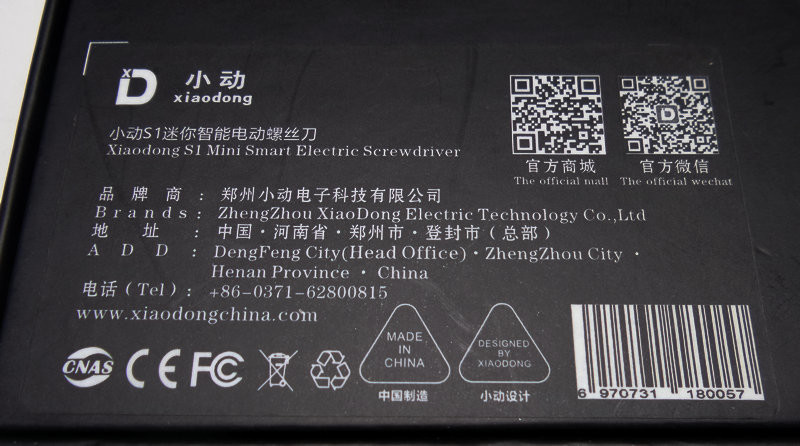 XD 小动
xiaodong
小动S1迷你智能电动螺丝刀
Xiaodong S1 Mini Smart Electric Screwdriver
官方商城
The official mall
官方微信
The official wechat
品牌商：郑州小动电子科技有限公司
Brands: ZhengZhou XiaoDong Electric Technology Co.,Ltd
地址：中国·河南省·郑州市·登封市（总部）
ADD: DengFeng City(Head Office)·ZhengZhou City·
Henan Province · China
电话（Tel）: +86-0371-62800815
www.xiaodongchina.com
CNAS CE FC
MADE
IN
CHINA
中国制造
DESIGNED
BY
XIAODONG
小动设计
6 970731 180057